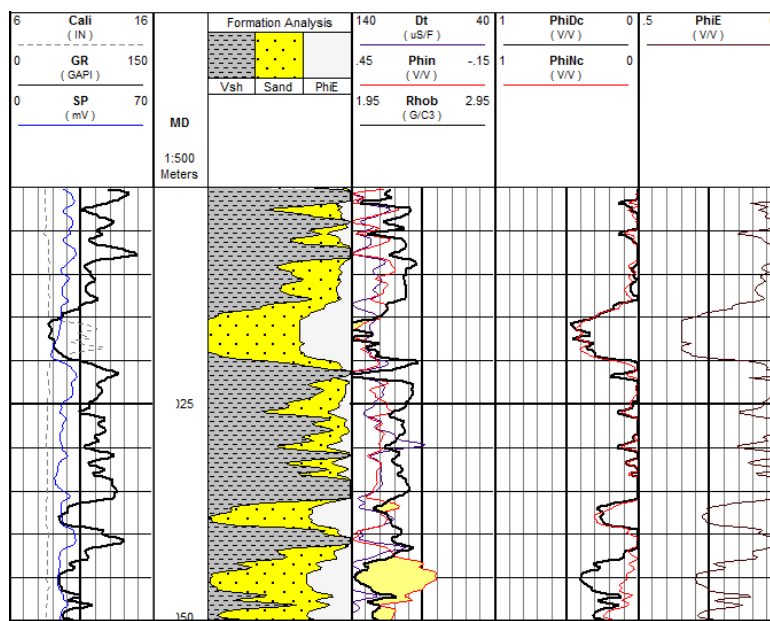 6 Cali 16
( IN )
0 GR 150
( GAPI )
0 SP 70
( mV )
MD
1:500
Meters
Formation Analysis
Vsh Sand PhiE
140 Dt 40
( uS/F )
.45 Phin -.15
( V/V )
1.95 Rhob 2.95
( G/C3 )
1 PhiDc 0
( V/V )
1 PhiNc 0
( V/V )
.5 PhiE
( V/V )
125
150